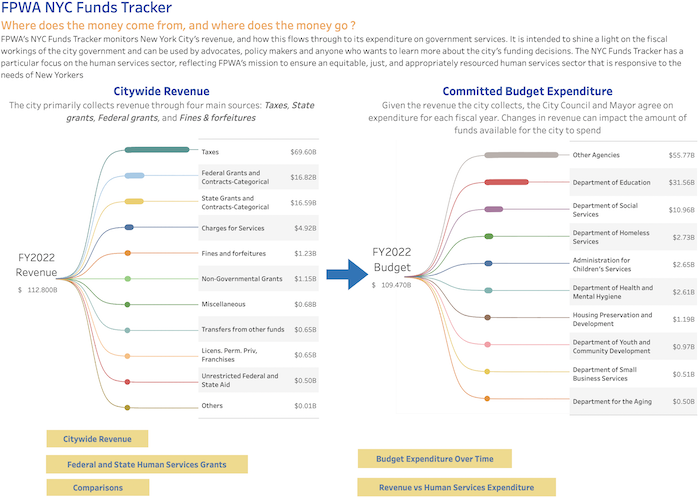 FPWA NYC Funds Tracker
Where does the money come from, and where does the money go ?
FPWA's NYC Funds Tracker monitors New York City's revenue, and how this flows through to its expenditure on government services. It is intended to shine a light on the fiscal
workings of the city government and can be used by advocates, policy makers and anyone who wants to learn more about the city's funding decisions. The NYC Funds Tracker has a
particular focus on the human services sector, reflecting FPWA's mission to ensure an equitable, just, and appropriately resourced human services sector that is responsive to the
needs of New Yorkers
Citywide Revenue
The city primarily collects revenue through four main sources: Taxes, State
grants, Federal grants, and Fines & forfeitures
FY2022
Revenue
$ 112.800B
Taxes $69.60B
Federal Grants and
Contracts-Categorical $16.82B
State Grants and
Contracts-Categorical $16.59B
Charges for Services $4.92B
Fines and forfeitures $1.23B
Non-Governmental Grants $1.15B
Miscellaneous $0.68B
Transfers from other funds $0.65B
Licens. Perm. Priv,
Franchises $0.65B
Unrestricted Federal and
State Aid $0.50B
Others $0.01B
Citywide Revenue
Federal and State Human Services Grants
Comparisons
Committed Budget Expenditure
Given the revenue the city collects, the City Council and Mayor agree on
expenditure for each fiscal year. Changes in revenue can impact the amount of
funds available for the city to spend
FY2022
Budget
$ 109.470B
Other Agencies $55.77B
Department of Education $31.56B
Department of Social
Services $10.96B
Department of Homeless
Services $2.73B
Administration for
Children's Services $2.65B
Department of Health and
Mental Hygiene $2.61B
Housing Preservation and
Development $1.19B
Department of Youth and
Community Development $0.97B
Department of Small
Business Services $0.51B
Department for the Aging $0.50B
Budget Expenditure Over Time
Revenue vs Human Services Expenditure